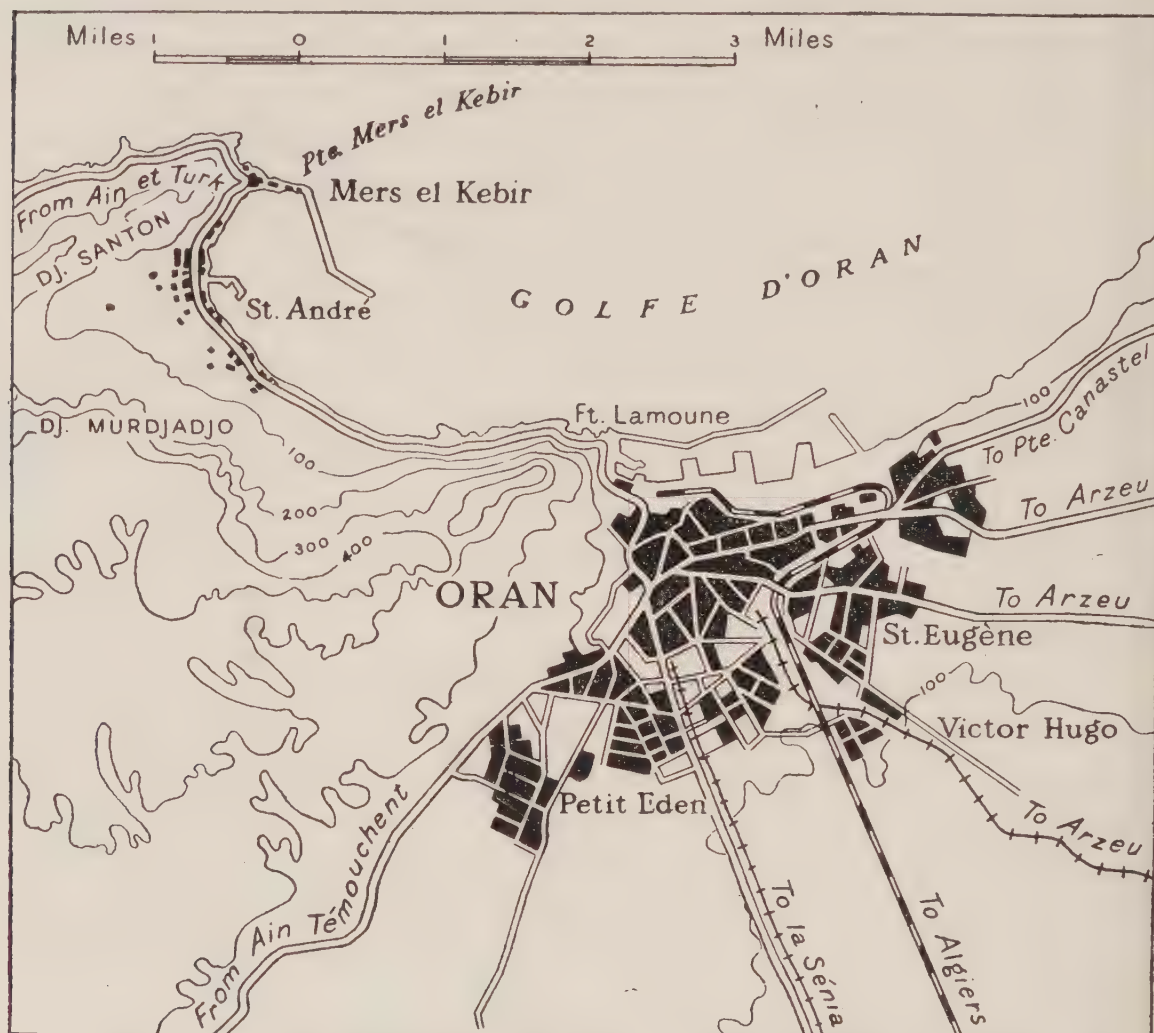 Miles 1 0 1 2 3 Miles
Pte. Mers el Kebir
Mers el Kebir
From Ain et Turk
DJ. SANTON
St. André
GOLFE D'ORAN
DJ. MURDJADJO
Ft. Lamoune
100
To Pte. Canastel
100
200
300
400
To Arzeu
ORAN
To Arzeu
St. Eugène
100
Victor Hugo
Petit Eden
To Arzeu
From Ain Témouchent
To la Sénia
To Algiers